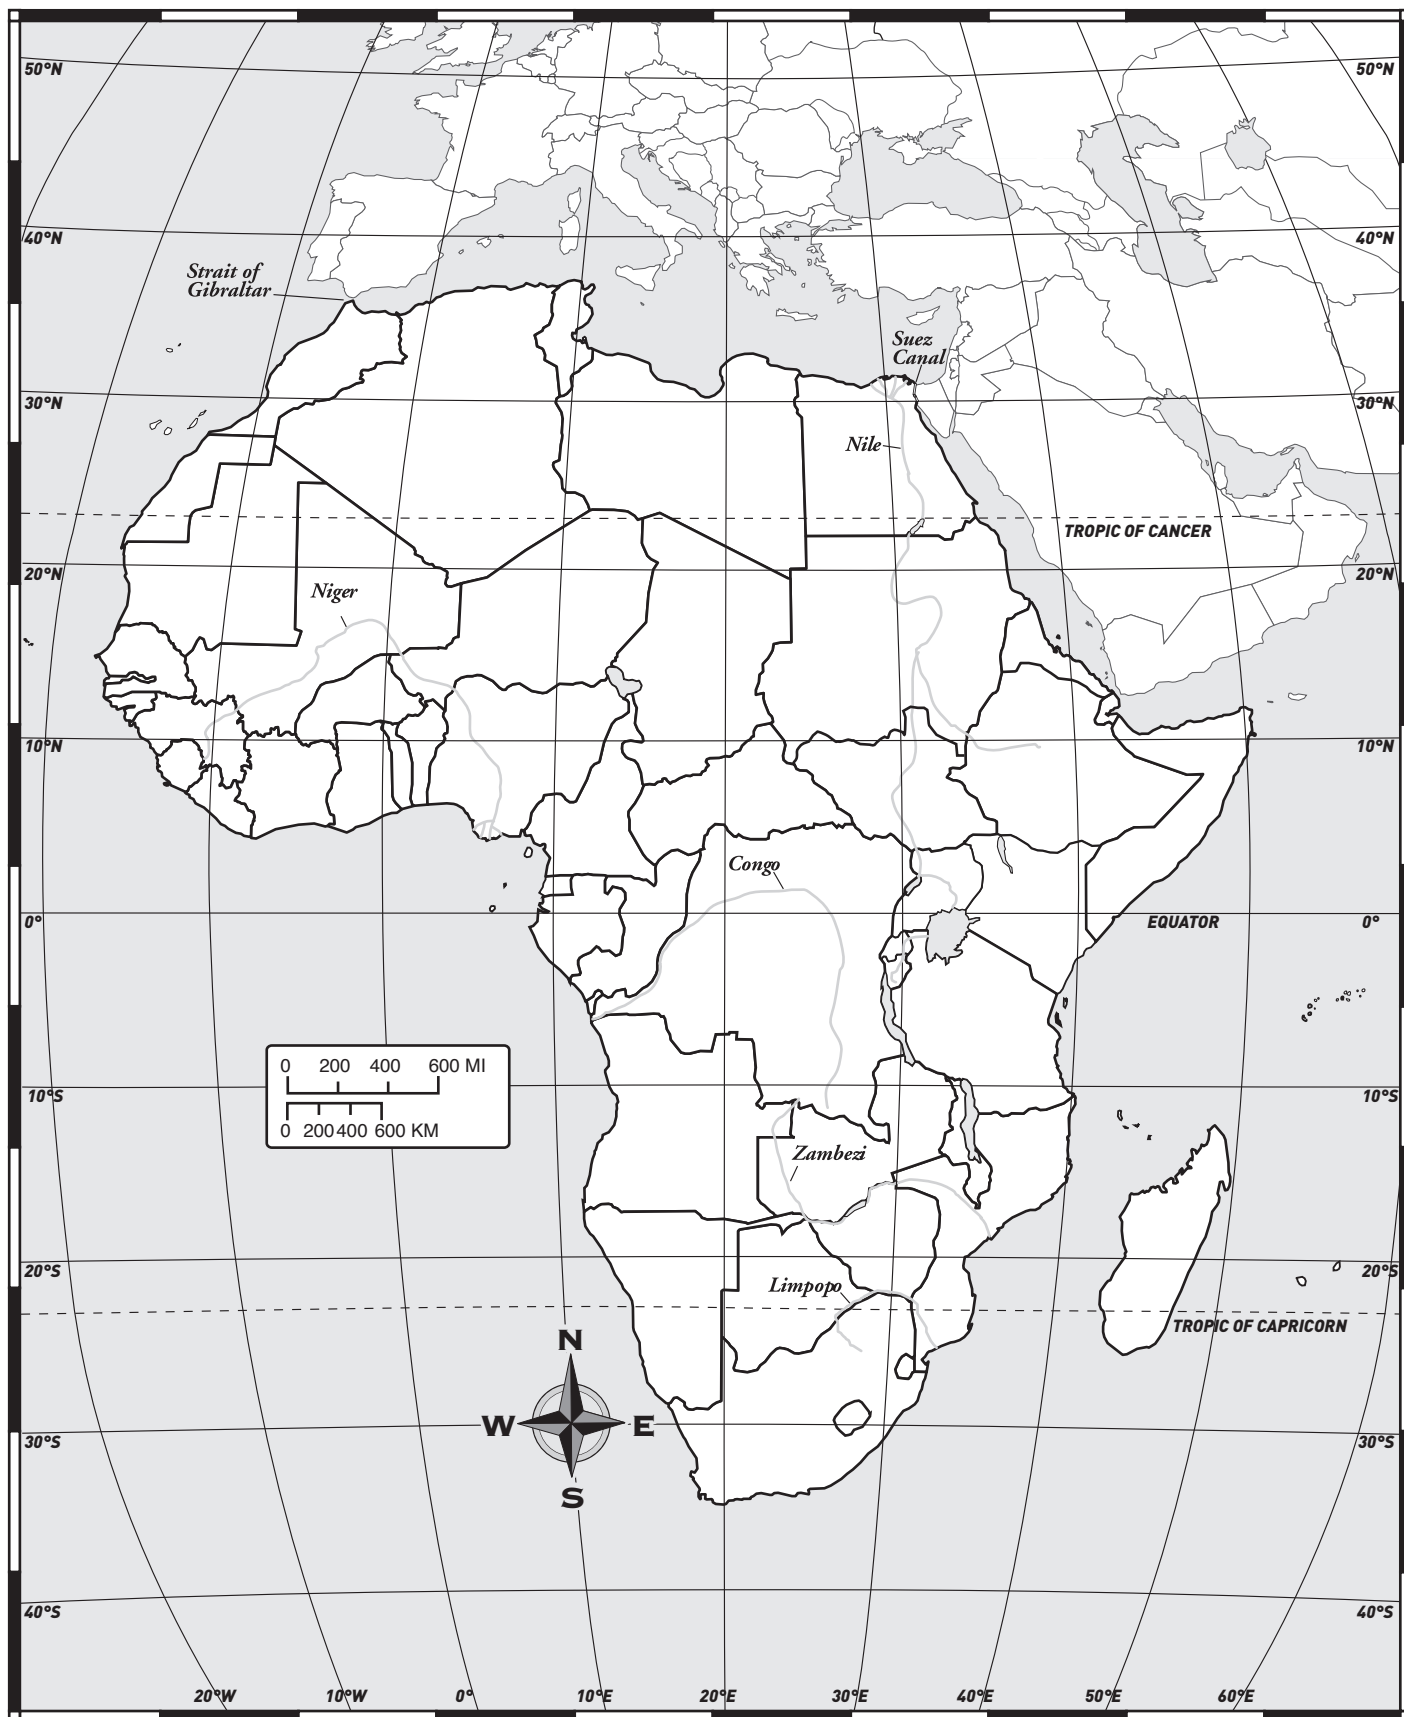 50°N
50°N
40°N
40°N
Strait of
Gibraltar
Suez
Canal
30°N
30°N
Nile
TROPIC OF CANCER
20°N
20°N
Niger
10°N
10°N
Congo
0°
EQUATOR
0°
0 200 400 600 MI
0 200 400 600 KM
10°S
10°S
Zambezi
20°S
20°S
Limpopo
TROPIC OF CAPRICORN
N
W E
S
30°S
30°S
40°S
40°S
20°W 10°W 0° 10°E 20°E 30°E 40°E 50°E 60°E